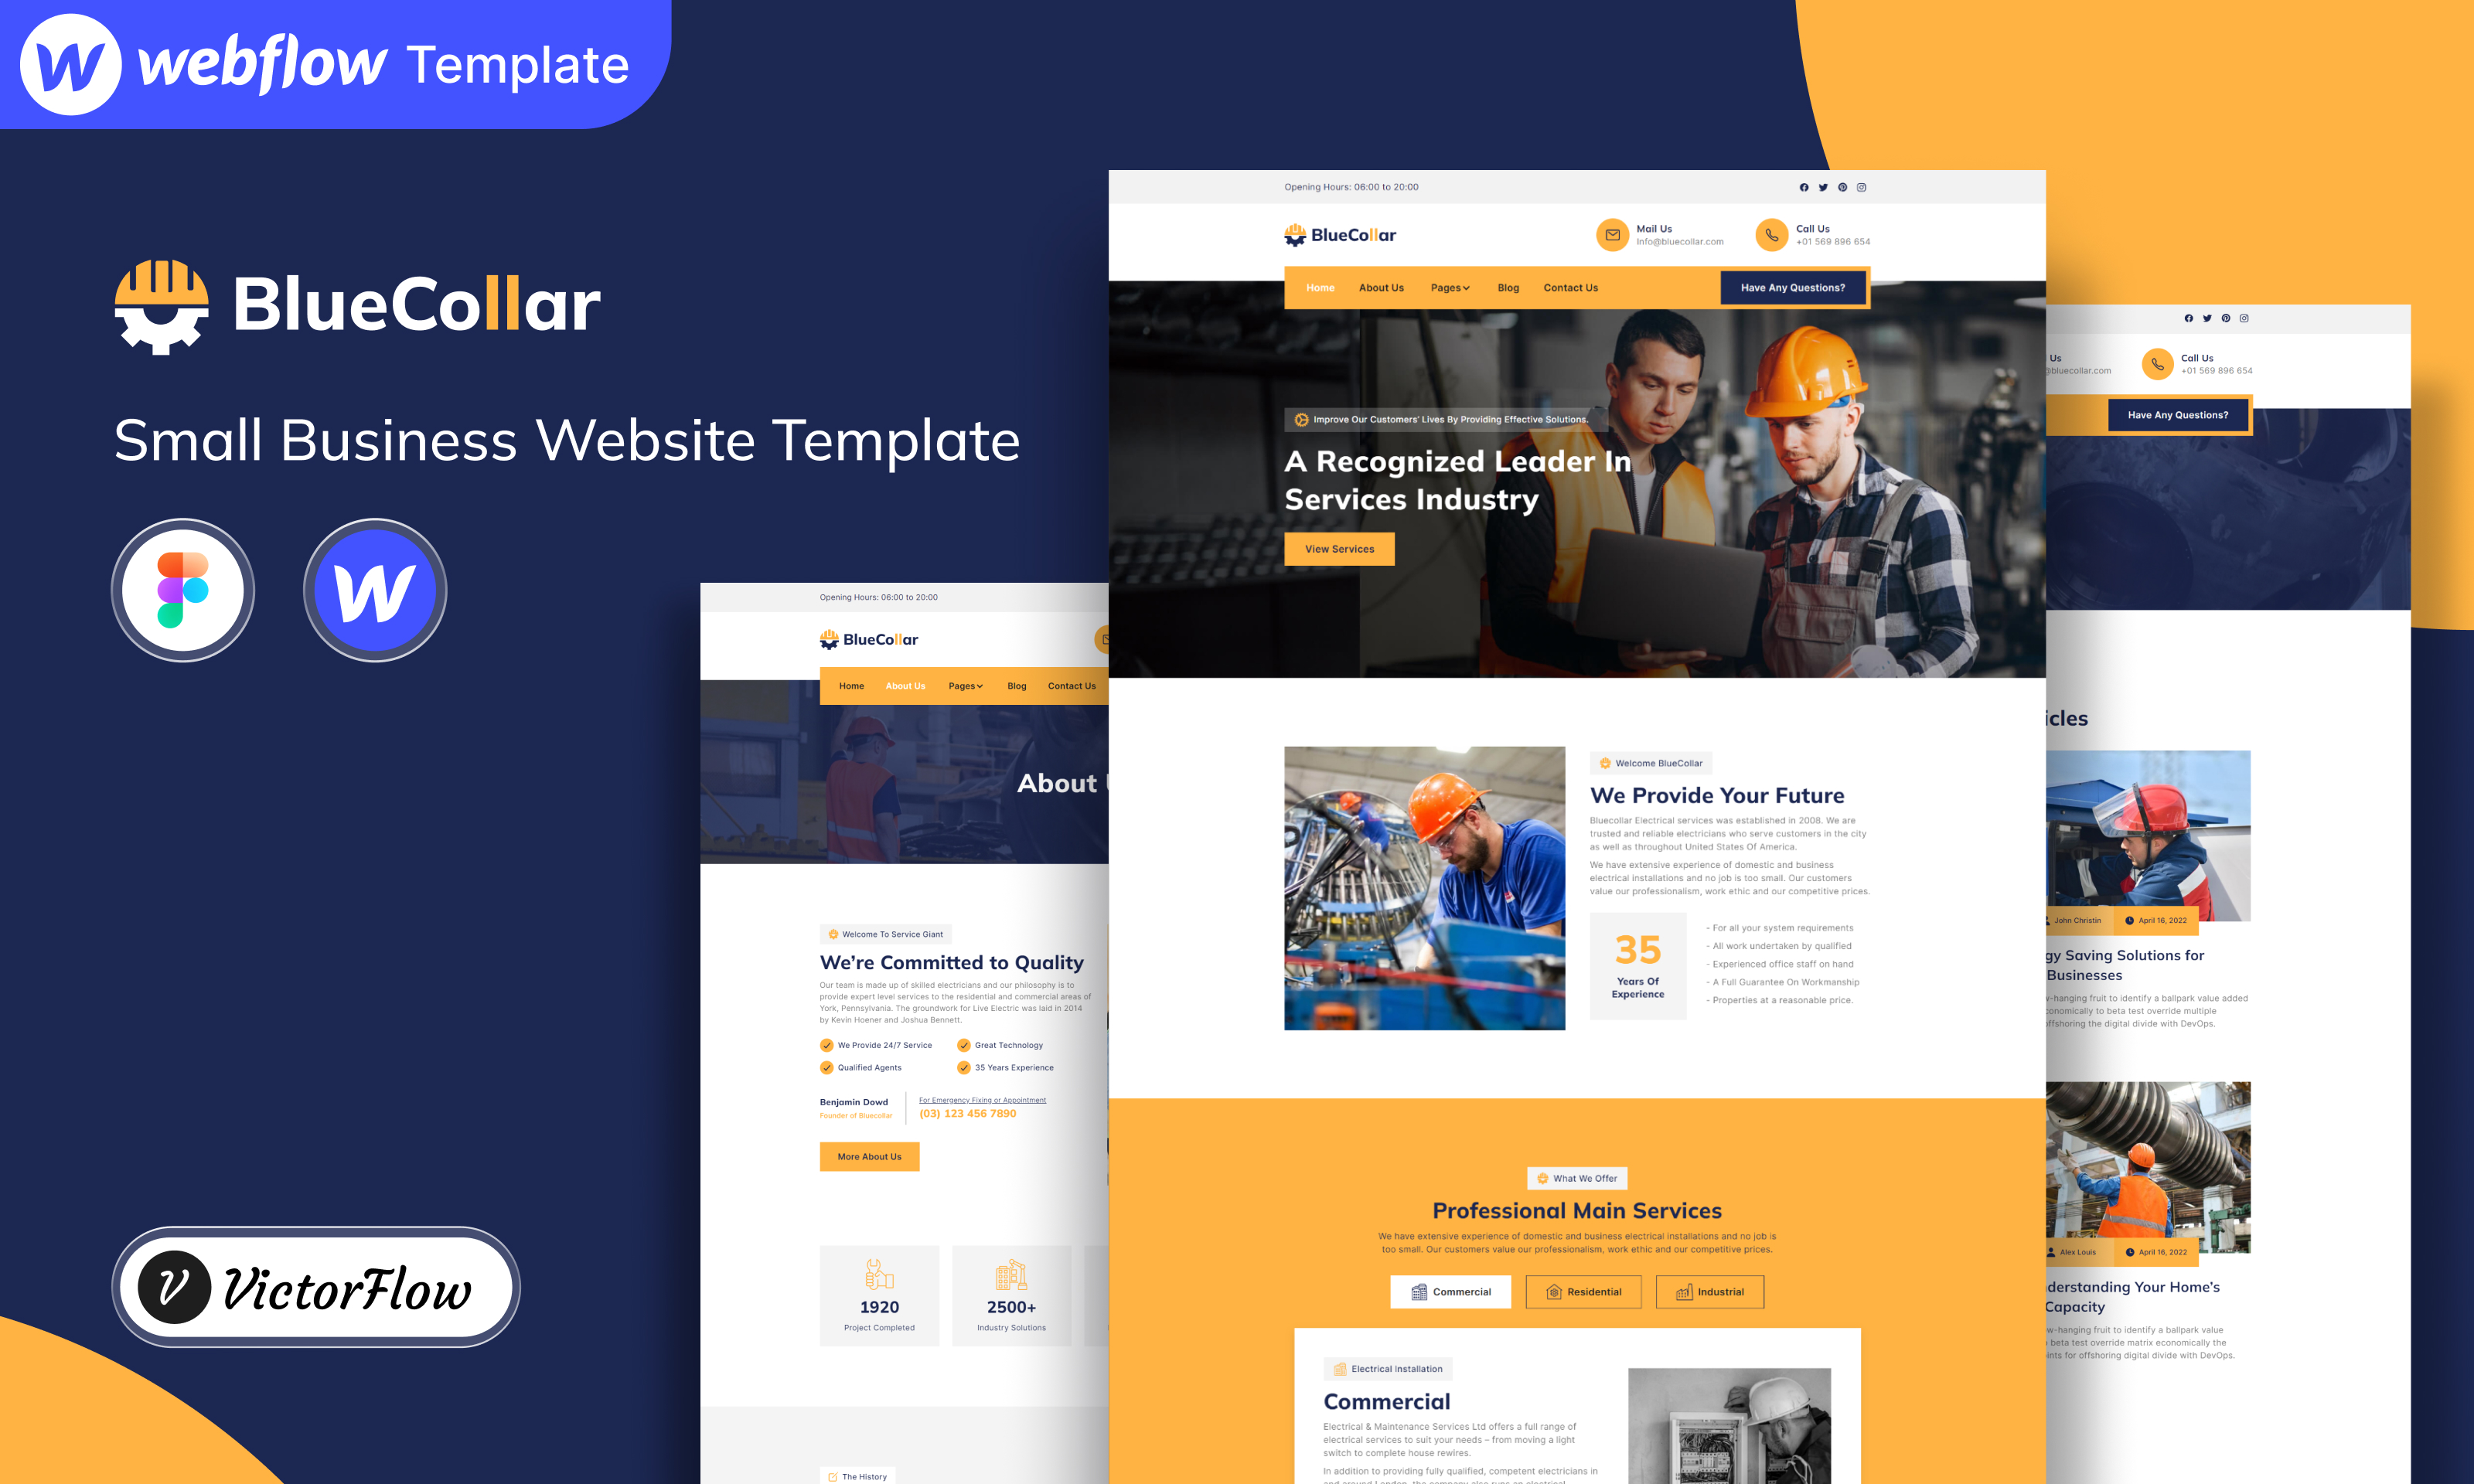 webflow Template
BlueCollar
Small Business Website Template
VictorFlow
Opening Hours: 06:00 to 20:00
BlueCollar
Home About Us Pages Blog Contact Us
About
Welcome To Service Giant
We're Committed to Quality
Our team is made up of skilled electricians and our philosophy is to
provide expert level services to the residential and commercial areas of
York, Pennsylvania. The groundwork for Live Electric was laid in 2014
by Kevin Hoener and Joshua Bennett.
We Provide 24/7 Service Great Technology
Qualified Agents 35 Years Experience
Benjamin Dowd
Founder of Bluecollar
For Emergency Fixing or Appointment
(03) 123 456 7890
More About Us
1920
Project Completed
2500+
Industry Solutions
The History
Opening Hours: 06:00 to 20:00
BlueCollar
Mail Us
Info@bluecollar.com
Call Us
+01 569 896 654
Home About Us Pages Blog Contact Us Have Any Questions?
Improve Our Customers' Lives By Providing Effective Solutions.
A Recognized Leader In
Services Industry
View Services
Welcome BlueCollar
We Provide Your Future
Bluecollar Electrical services was established in 2008. We are
trusted and reliable electricians who serve customers in the city
as well as throughout United States Of America.
We have extensive experience of domestic and business
electrical installations and no job is too small. Our customers
value our professionalism, work ethic and our competitive prices.
35
Years Of
Experience
- For all your system requirements
- All work undertaken by qualified
- Experienced office staff on hand
- A Full Guarantee On Workmanship
- Properties at a reasonable price.
What We Offer
Professional Main Services
We have extensive experience of domestic and business electrical installations and no job is
too small. Our customers value our professionalism, work ethic and our competitive prices.
Commercial Residential Industrial
Electrical Installation
Commercial
Electrical & Maintenance Services Ltd offers a full range of
electrical services to suit your needs – from moving a light
switch to complete house rewires.
In addition to providing fully qualified, competent electricians in
Us
@bluecollar.com
Call Us
+01 569 896 654
Have Any Questions?
icles
John Christin April 16, 2022
gy Saving Solutions for
Businesses
w-hanging fruit to identify a ballpark value added
conomically to beta test override multiple
ffshoring the digital divide with DevOps.
Alex Louis April 16, 2022
derstanding Your Home's
Capacity
w-hanging fruit to identify a ballpark value
beta test override matrix economically the
ints for offshoring digital divide with DevOps.